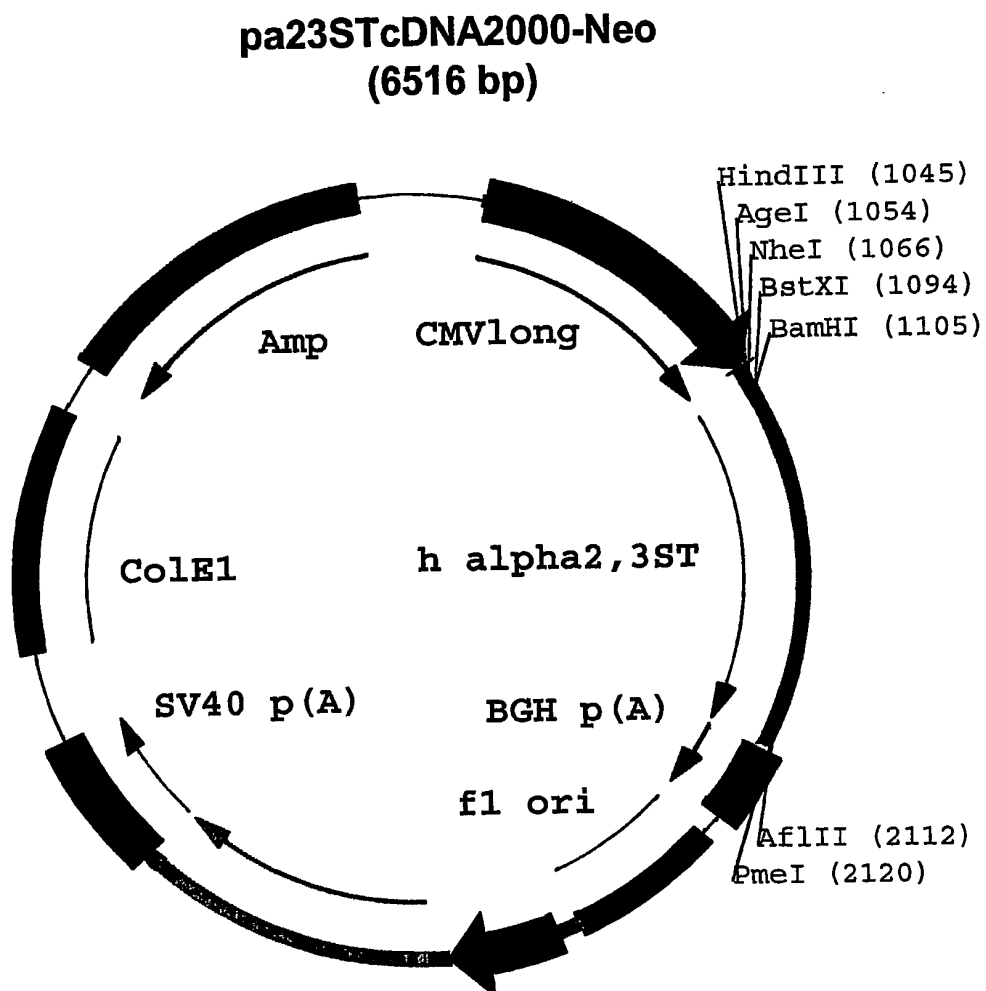 pa23STcDNA2000-Neo
(6516 bp)
HindIII (1045)
AgeI (1054)
NheI (1066)
BstXI (1094)
BamHI (1105)
Amp
CMVlong
ColE1
h alpha2,3ST
SV40 p(A)
BGH p(A)
f1 ori
AflII (2112)
PmeI (2120)